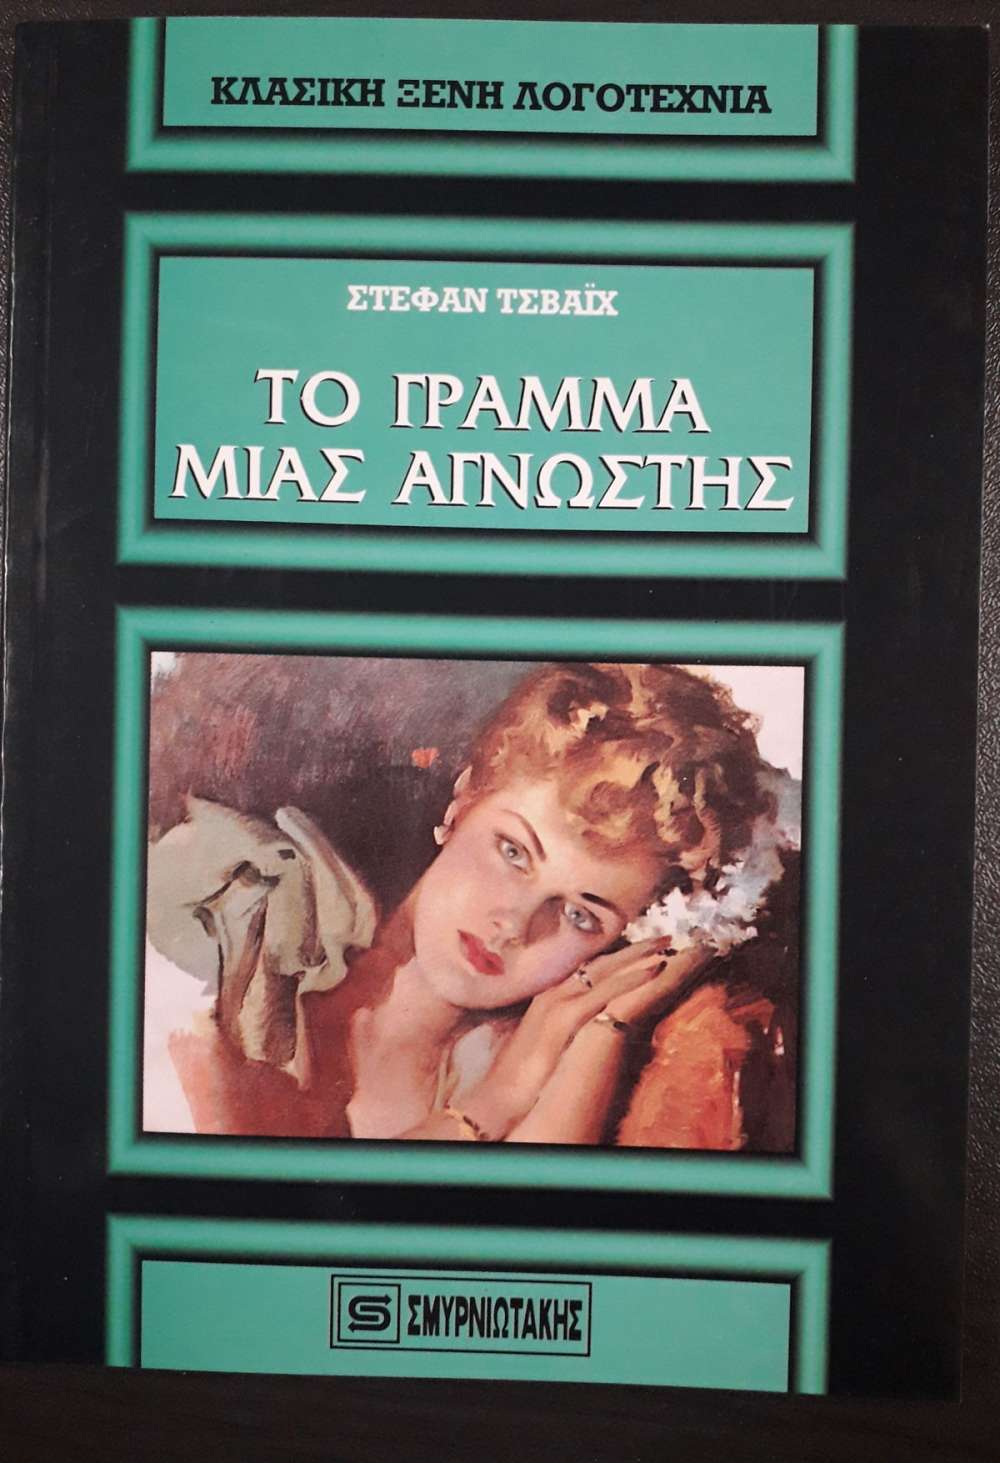 ΚΛΑΣΙΚΗ ΞΕΝΗ ΛΟΓΟΤΕΧΝΙΑ
ΣΤΕΦΑΝ ΤΣΒΑΪΧ
ΤΟ ΓΡΑΜΜΑ
ΜΙΑΣ ΑΓΝΩΣΤΗΣ
S ΣΜΥΡΝΙΩΤΑΚΗΣ